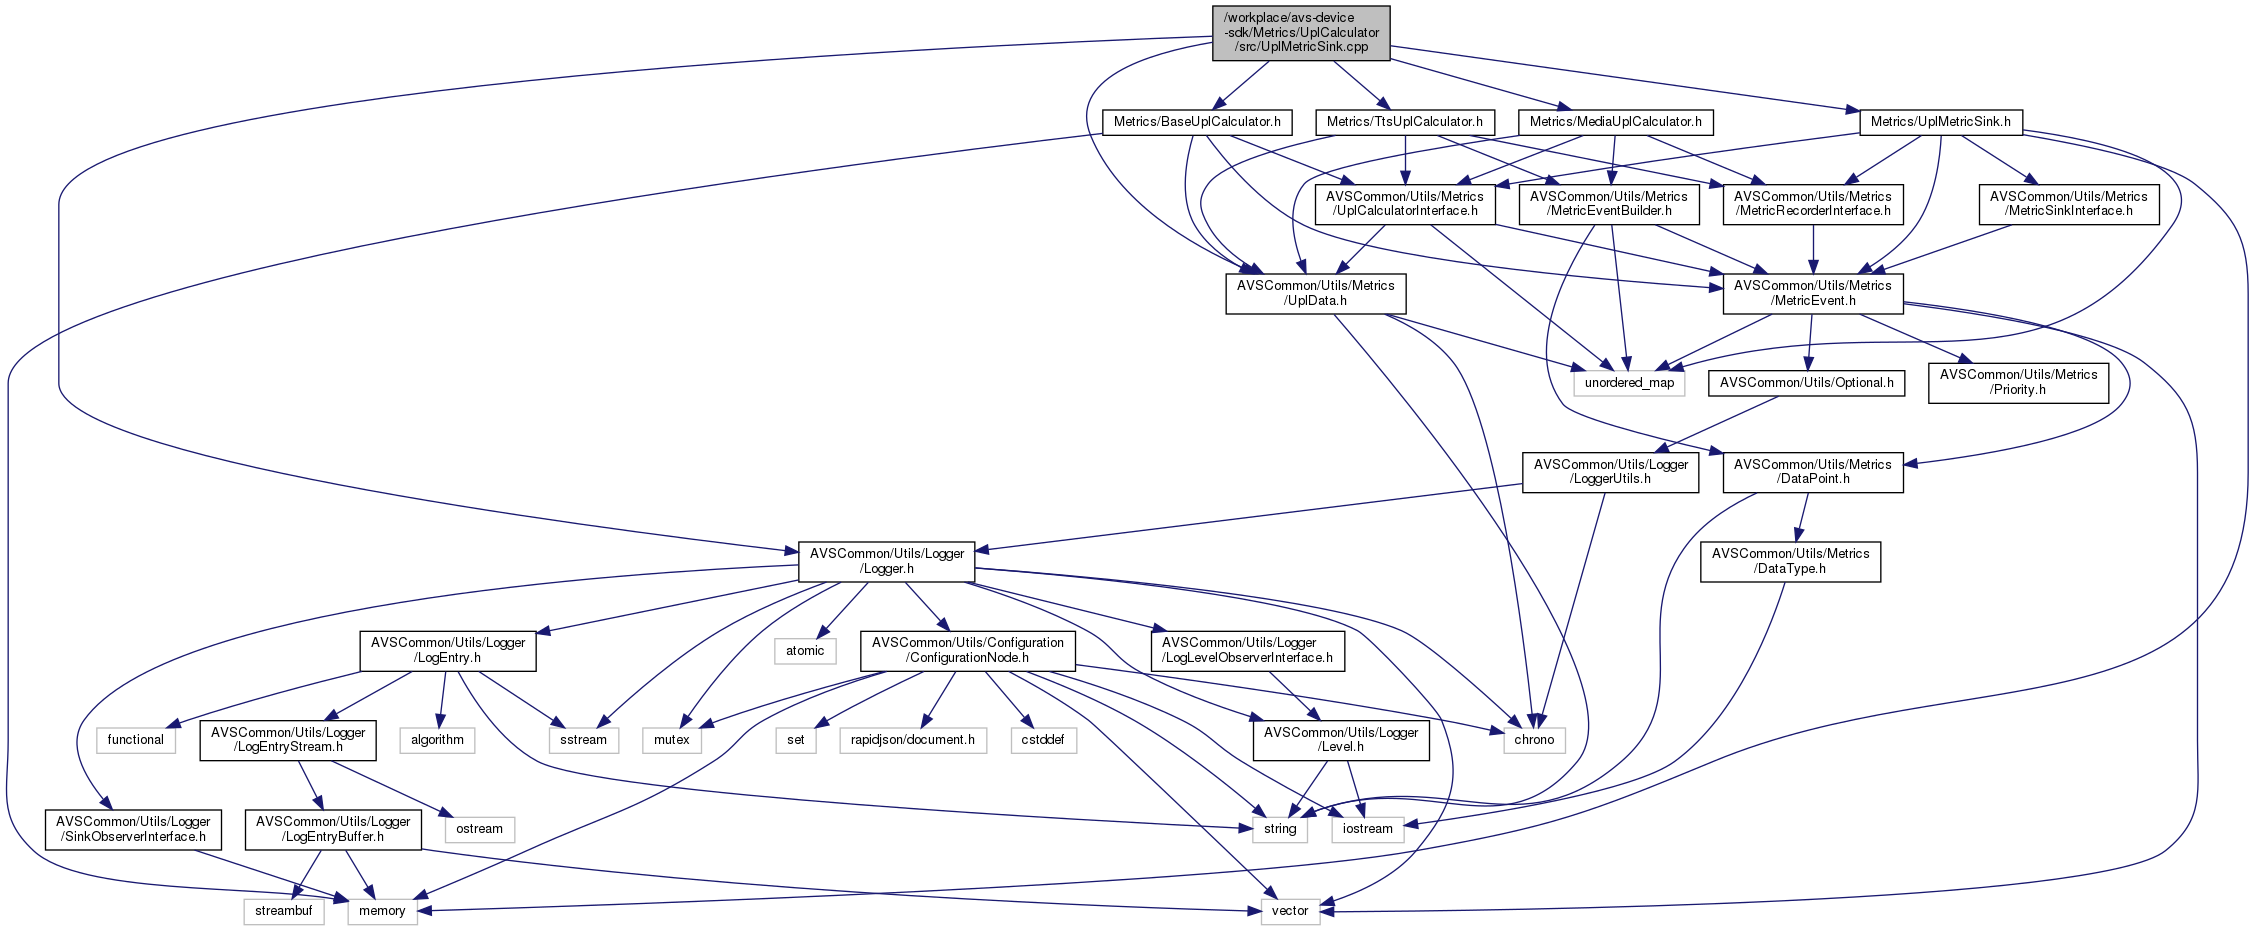 /workplace/avs-device
-sdk/Metrics/UplCalculator
/src/UplMetricSink.cpp
Metrics/BaseUplCalculator.h
Metrics/TtsUplCalculator.h
Metrics/MediaUplCalculator.h
Metrics/UplMetricSink.h
AVSCommon/Utils/Metrics
/UplCalculatorInterface.h
AVSCommon/Utils/Metrics
/MetricEventBuilder.h
AVSCommon/Utils/Metrics
/MetricRecorderInterface.h
AVSCommon/Utils/Metrics
/MetricSinkInterface.h
AVSCommon/Utils/Metrics
/UplData.h
AVSCommon/Utils/Metrics
/MetricEvent.h
unordered_map
AVSCommon/Utils/Optional.h
AVSCommon/Utils/Metrics
/Priority.h
AVSCommon/Utils/Logger
/LoggerUtils.h
AVSCommon/Utils/Metrics
/DataPoint.h
AVSCommon/Utils/Logger
/Logger.h
AVSCommon/Utils/Metrics
/DataType.h
AVSCommon/Utils/Logger
/LogEntry.h
atomic
AVSCommon/Utils/Configuration
/ConfigurationNode.h
AVSCommon/Utils/Logger
/LogLevelObserverInterface.h
functional
AVSCommon/Utils/Logger
/LogEntryStream.h
algorithm
sstream
mutex
set
rapidjson/document.h
cstddef
AVSCommon/Utils/Logger
/Level.h
chrono
AVSCommon/Utils/Logger
/SinkObserverInterface.h
AVSCommon/Utils/Logger
/LogEntryBuffer.h
ostream
string
iostream
streambuf
memory
vector